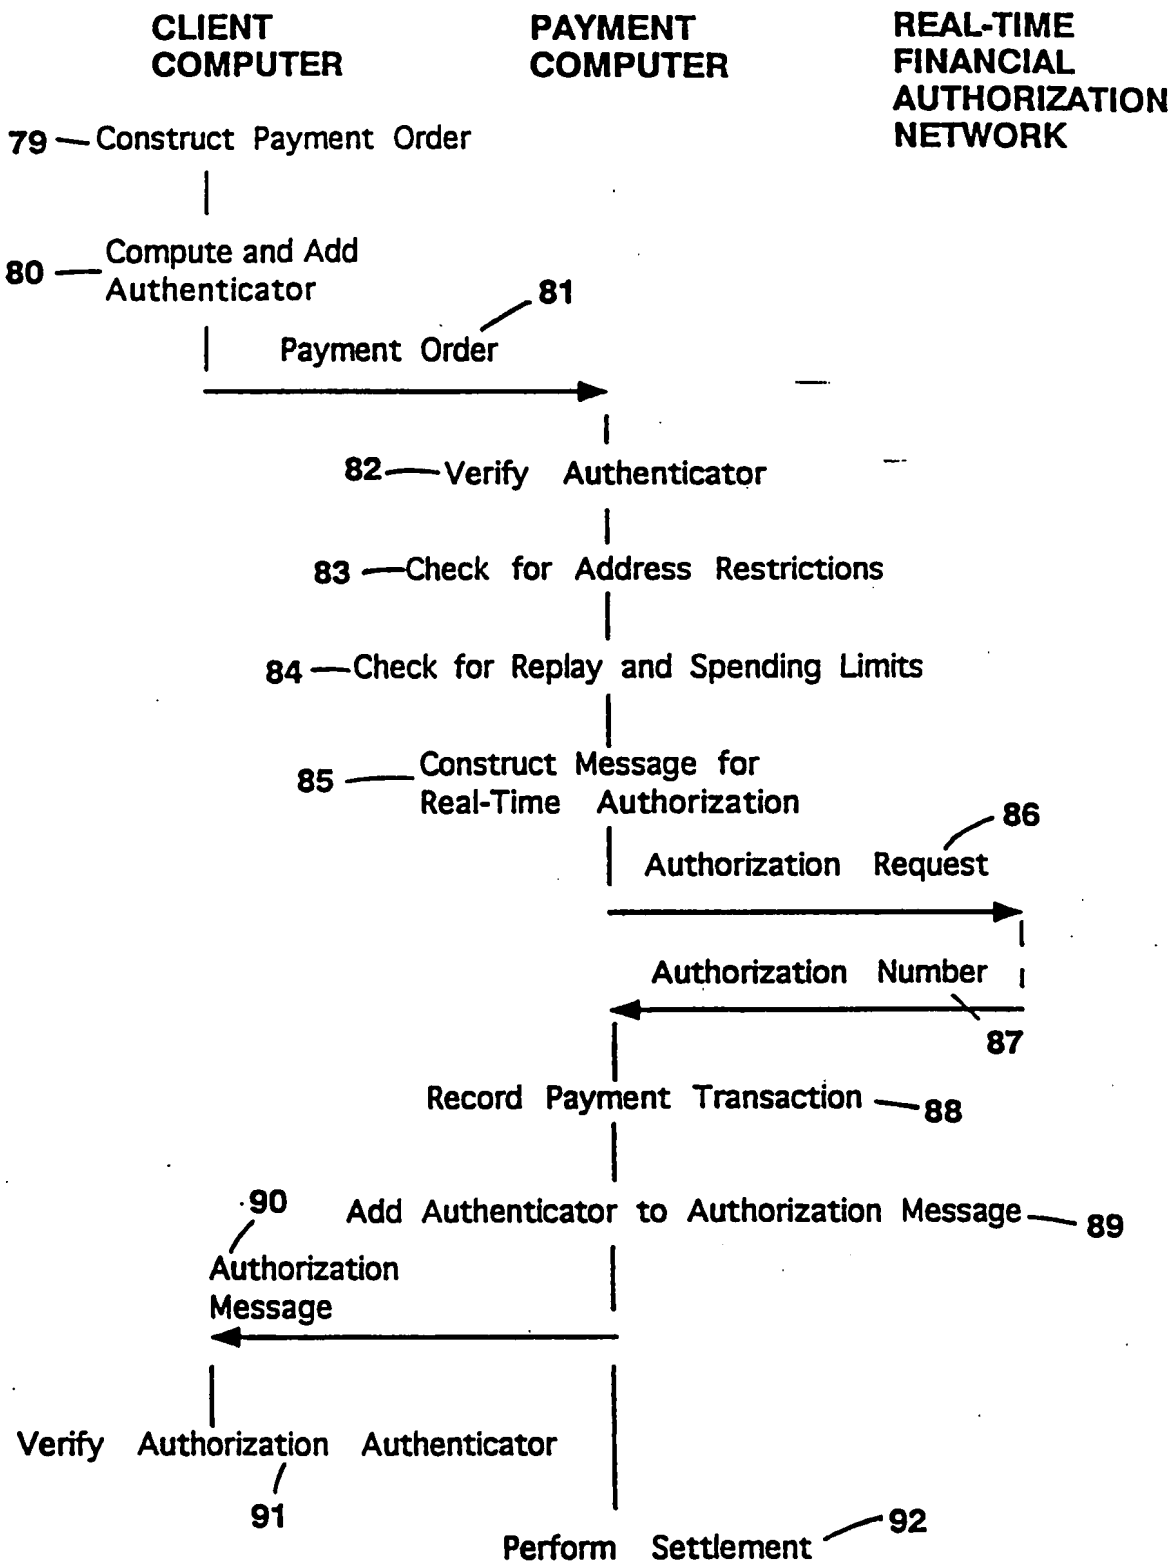 CLIENT
COMPUTER
PAYMENT
COMPUTER
REAL-TIME
FINANCIAL
AUTHORIZATION
NETWORK
79 Construct Payment Order
80 Compute and Add
Authenticator
81
Payment Order
82 Verify Authenticator
83 Check for Address Restrictions
84 Check for Replay and Spending Limits
85 Construct Message for
Real-Time Authorization
86
Authorization Request
Authorization Number
87
Record Payment Transaction 88
90
Add Authenticator to Authorization Message 89
Authorization
Message
Verify Authorization Authenticator
91
Perform Settlement 92